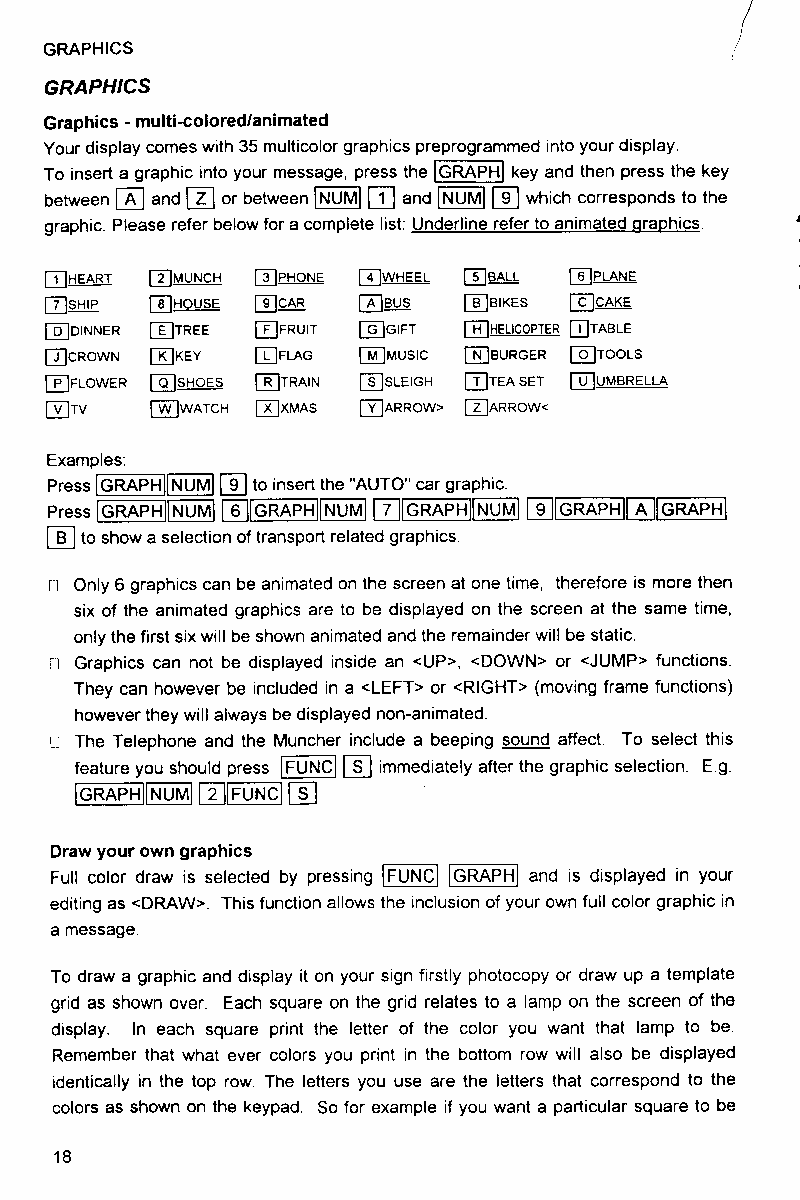 GRAPHICS
GRAPHICS
Graphics - multi-colored/animated
Your display comes with 35 multicolor graphics preprogrammed into your display.
To insert a graphic into your message, press the GRAPH key and then press the key
between A and Z or between NUM 1 and NUM 9 which corresponds to the
graphic. Please refer below for a complete list: Underline refer to animated graphics.
1 HEART 2 MUNCH 3 PHONE 4 WHEEL 5 BALL 6 PLANE
7 SHIP 8 HOUSE 9 CAR A BUS B BIKES C CAKE
D DINNER E TREE F FRUIT G GIFT H HELICOPTER I TABLE
J CROWN K KEY L FLAG M MUSIC N BURGER O TOOLS
P FLOWER Q SHOES R TRAIN S SLEIGH T TEA SET U UMBRELLA
V TV W WATCH X XMAS Y ARROW> Z ARROW<
Examples:
Press GRAPH NUM 9 to insert the "AUTO" car graphic.
Press GRAPH NUM 6 GRAPH NUM 7 GRAPH NUM 9 GRAPH A GRAPH
B to show a selection of transport related graphics.
Only 6 graphics can be animated on the screen at one time, therefore is more then
six of the animated graphics are to be displayed on the screen at the same time,
only the first six will be shown animated and the remainder will be static.
Graphics can not be displayed inside an <UP>, <DOWN> or <JUMP> functions.
They can however be included in a <LEFT> or <RIGHT> (moving frame functions)
however they will always be displayed non-animated.
The Telephone and the Muncher include a beeping sound affect. To select this
feature you should press FUNC S immediately after the graphic selection. E.g.
GRAPH NUM 2 FUNC S
Draw your own graphics
Full color draw is selected by pressing FUNC GRAPH and is displayed in your
editing as <DRAW>. This function allows the inclusion of your own full color graphic in
a message.
To draw a graphic and display it on your sign firstly photocopy or draw up a template
grid as shown over. Each square on the grid relates to a lamp on the screen of the
display. In each square print the letter of the color you want that lamp to be.
Remember that what ever colors you print in the bottom row will also be displayed
identically in the top row. The letters you use are the letters that correspond to the
colors as shown on the keypad. So for example if you want a particular square to be
18